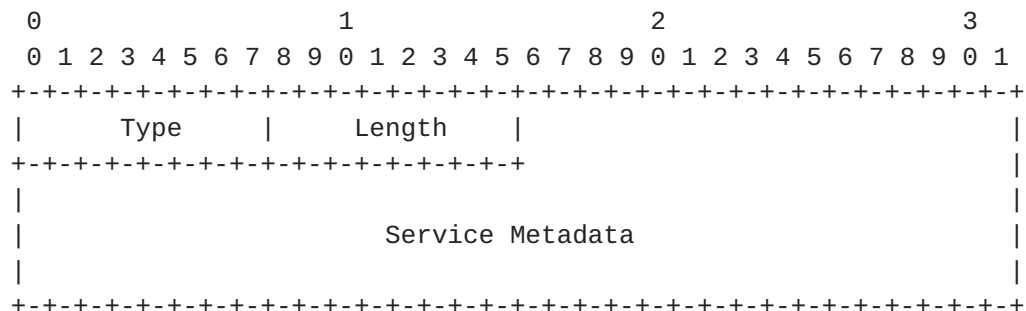 0                   1                   2                   3
 0 1 2 3 4 5 6 7 8 9 0 1 2 3 4 5 6 7 8 9 0 1 2 3 4 5 6 7 8 9 0 1
+-+-+-+-+-+-+-+-+-+-+-+-+-+-+-+-+-+-+-+-+-+-+-+-+-+-+-+-+-+-+-+-+
|      Type     |     Length    |                               |
+-+-+-+-+-+-+-+-+-+-+-+-+-+-+-+-+                               |
|                                                               |
|                       Service Metadata                        |
|                                                               |
+-+-+-+-+-+-+-+-+-+-+-+-+-+-+-+-+-+-+-+-+-+-+-+-+-+-+-+-+-+-+-+-+